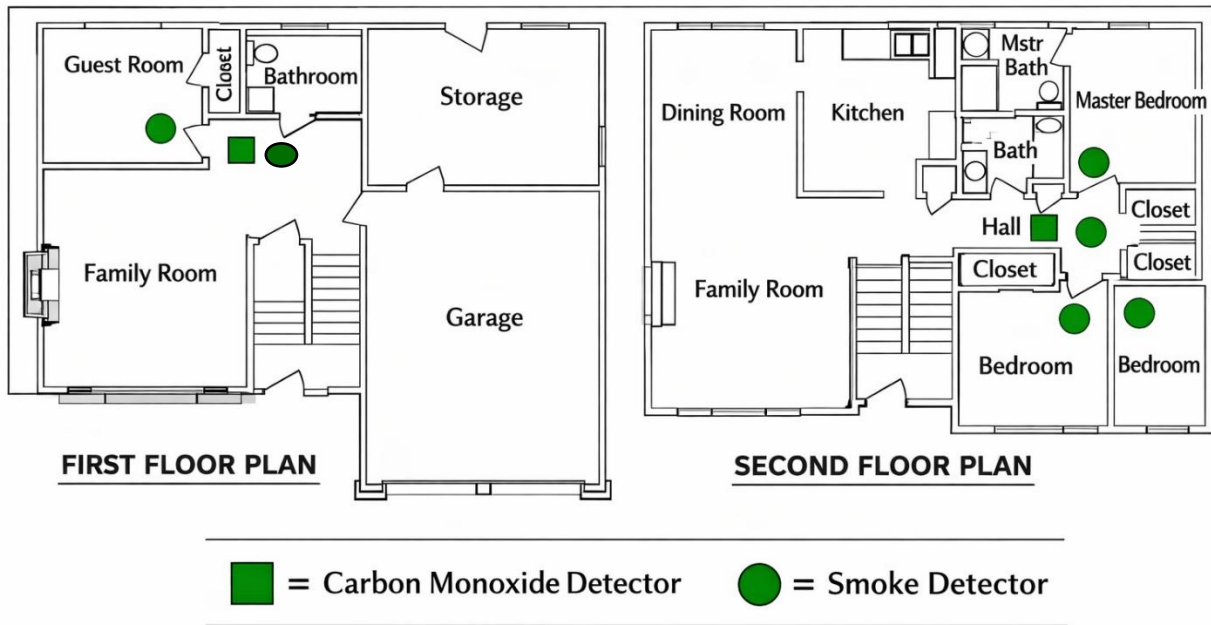 Guest Room
Closet
Bathroom
Storage
Family Room
Garage
FIRST FLOOR PLAN
Dining Room
Kitchen
Mstr
Bath
Master Bedroom
Bath
Hall
Closet
Closet
Closet
Family Room
Bedroom
Bedroom
SECOND FLOOR PLAN
= Carbon Monoxide Detector
= Smoke Detector